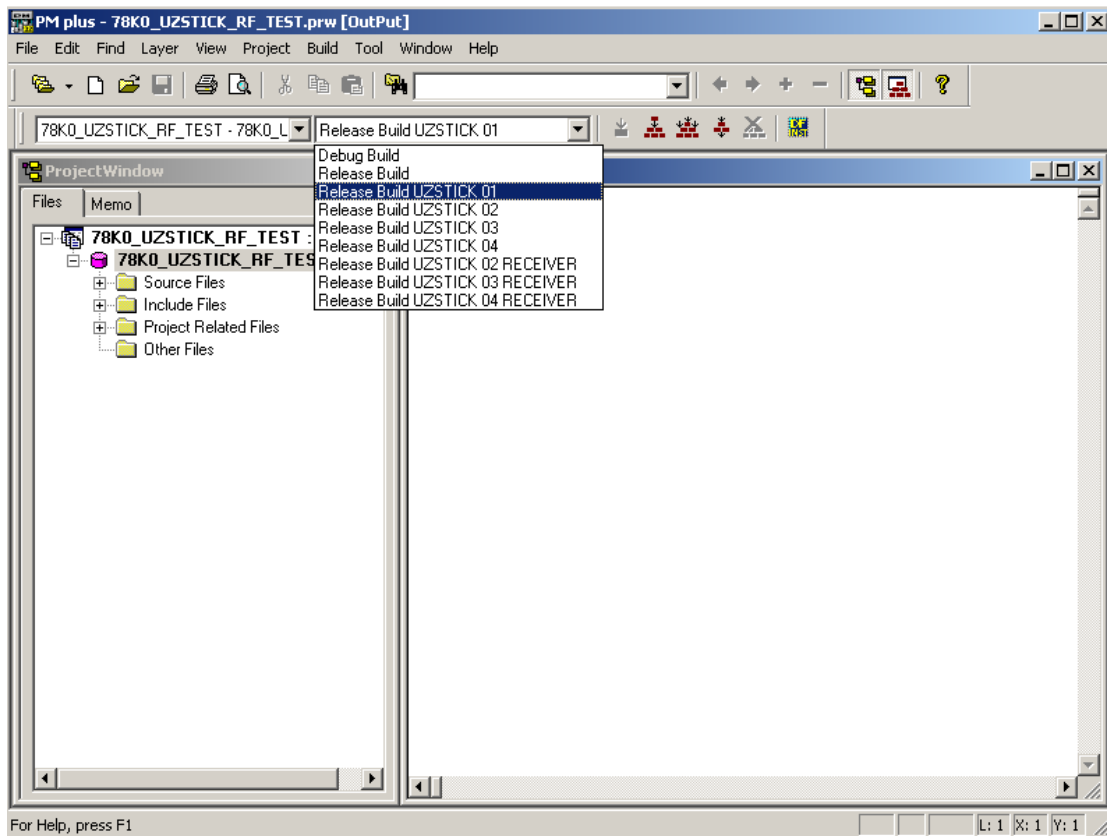 PM plus - 78K0_UZSTICK_RF_TEST.prw [OutPut]
File Edit Find Layer View Project Build Tool Window Help
78K0_UZSTICK_RF_TEST - 78K0_L Release Build UZSTICK 01
Debug Build
Release Build
Release Build UZSTICK 01
Release Build UZSTICK 02
Release Build UZSTICK 03
Release Build UZSTICK 04
Release Build UZSTICK 02 RECEIVER
Release Build UZSTICK 03 RECEIVER
Release Build UZSTICK 04 RECEIVER
ProjectWindow
Files Memo
78K0_UZSTICK_RF_TEST :
78K0_UZSTICK_RF_TES
Source Files
Include Files
Project Related Files
Other Files
For Help, press F1
L: 1 X: 1 Y: 1